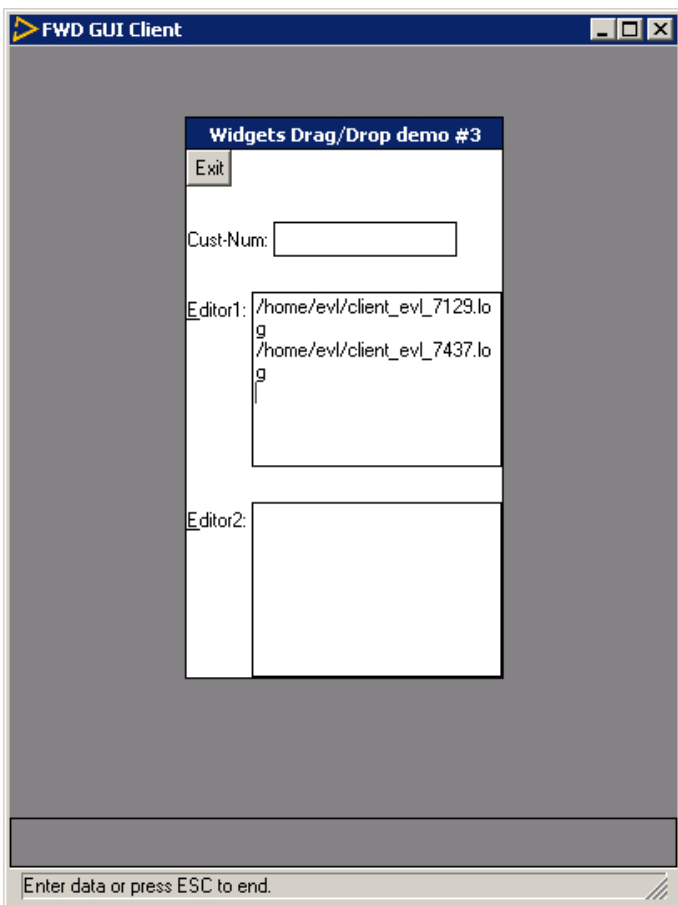 FWD GUI Client
Widgets Drag/Drop demo #3
Exit
Cust-Num:
Editor1: /home/evl/client_evl_7129.lo
g
/home/evl/client_evl_7437.lo
g
Editor2:
Enter data or press ESC to end.